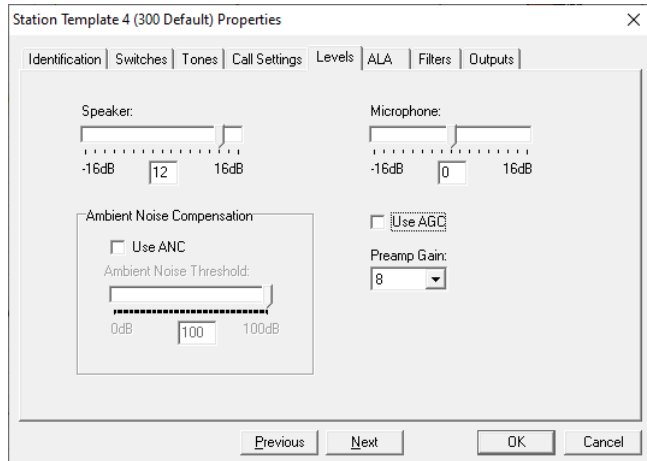 Station Template 4 (300 Default) Properties
Identification Switches Tones Call Settings Levels ALA Filters Outputs
Speaker: Microphone:
-16dB 12 16dB -16dB 0 16dB
Ambient Noise Compensation
Use ANC
Use AGC
Ambient Noise Threshold:
Preamp Gain:
8
0dB 100 100dB
Previous Next OK Cancel